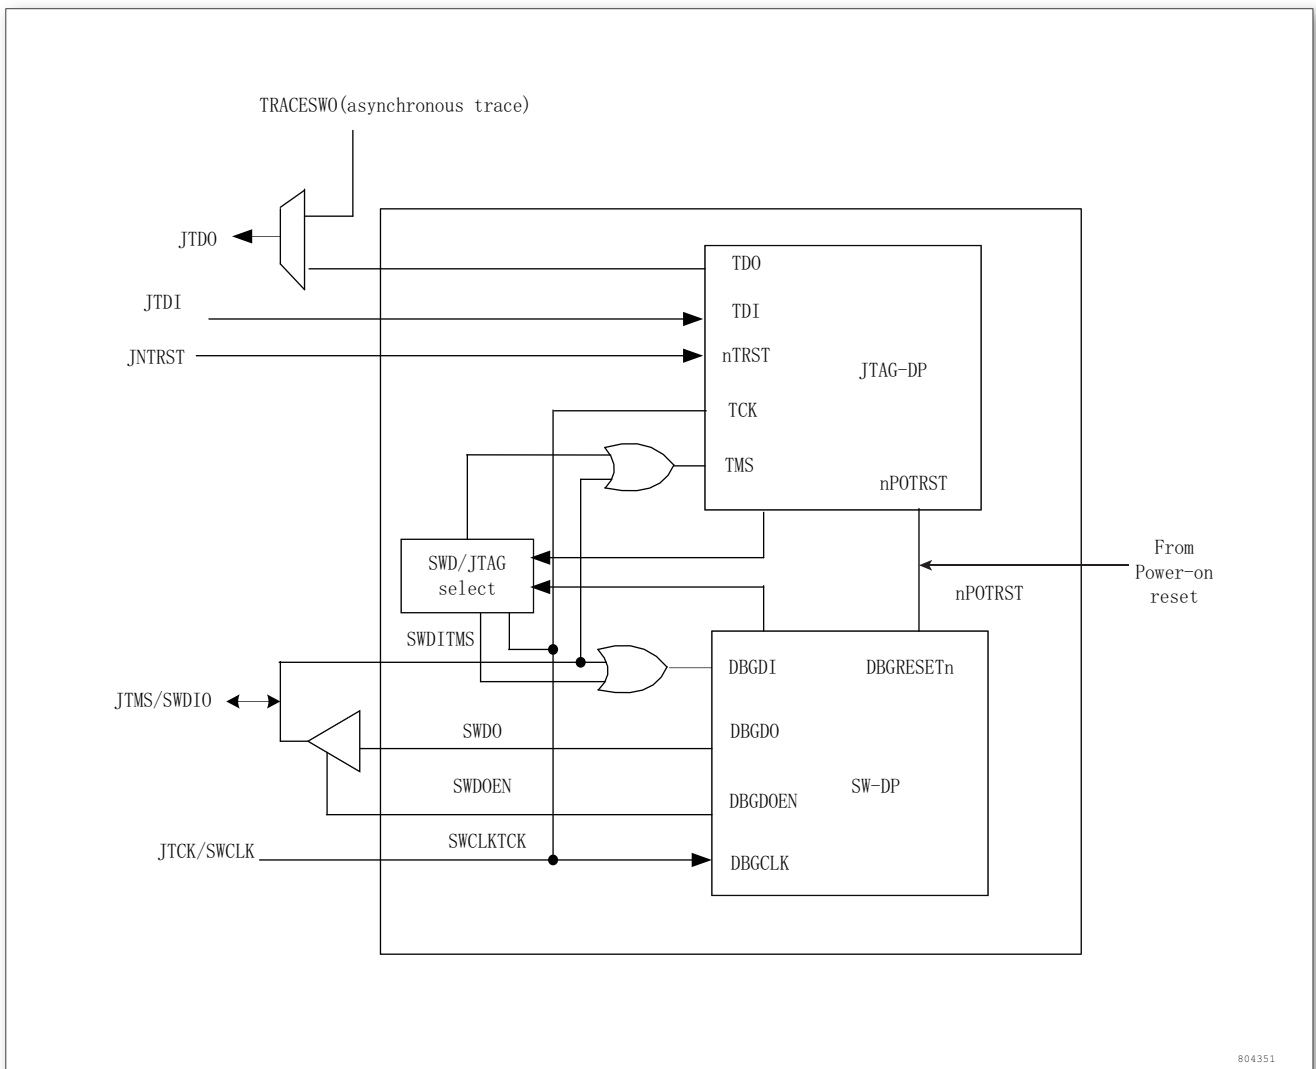 TRACESWO(asynchronous trace)
JTDO
TDO
JTDI
TDI
JNTRST
nTRST
JTAG-DP
TCK
TMS
nPOTRST
SWD/JTAG
select
From
Power-on
reset
nPOTRST
SWDITMS
DBGDI
DBGRESETn
JTMS/SWDIO
SWDO
DBGDO
SWDOEN
SW-DP
DBGDOEN
SWCLKTCK
JTCK/SWCLK
DBGCLK
804351